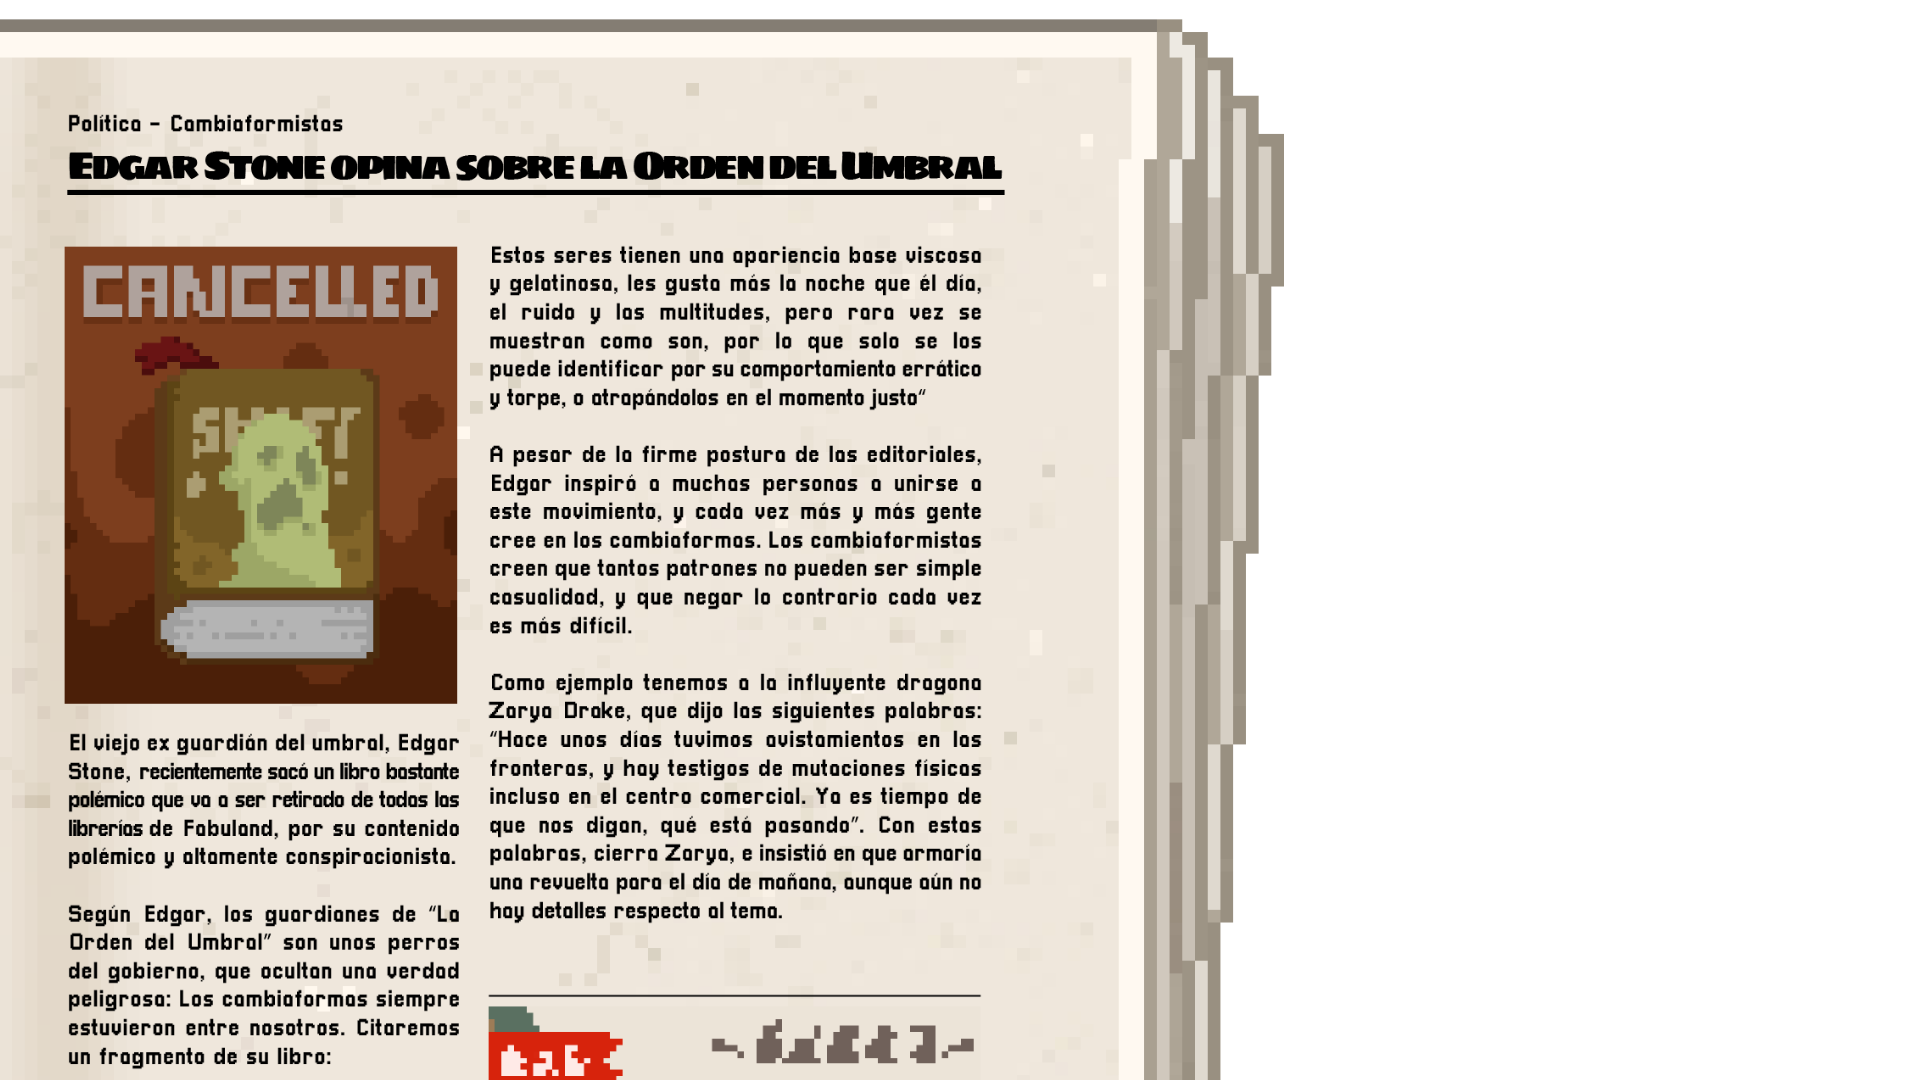 Política - Cambiaformistas
Edgar Stone opina sobre la Orden del Umbral
CANCELLED
El viejo ex guardián del umbral, Edgar
Stone, recientemente sacó un libro bastante
polémico que va a ser retirado de todas las
librerías de Fabuland, por su contenido
polémico y altamente conspiracionista.
Según Edgar, los guardianes de “La
Orden del Umbral” son unos perros
del gobierno, que ocultan una verdad
peligrosa: Los cambiaformas siempre
estuvieron entre nosotros. Citaremos
un fragmento de su libro:
Estos seres tienen una apariencia base viscosa
y gelatinosa, les gusta más la noche que él día,
el ruido y las multitudes, pero rara vez se
muestran como son, por lo que solo se los
puede identificar por su comportamiento errático
y torpe, o atrapándolos en el momento justo“
A pesar de la firme postura de las editoriales,
Edgar inspiró a muchas personas a unirse a
este movimiento, y cada vez más y más gente
cree en los cambiaformas. Los cambiaformistas
creen que tantos patrones no pueden ser simple
casualidad, y que negar lo contrario cada vez
es más difícil.
Como ejemplo tenemos a la influyente dragona
Zarya Drake, que dijo las siguientes palabras:
“Hace unos días tuvimos avistamientos en las
fronteras, y hay testigos de mutaciones físicas
incluso en el centro comercial. Ya es tiempo de
que nos digan, qué está pasando”. Con estas
palabras, cierra Zarya, e insistió en que armaría
una revuelta para el día de mañana, aunque aún no
hay detalles respecto al tema.